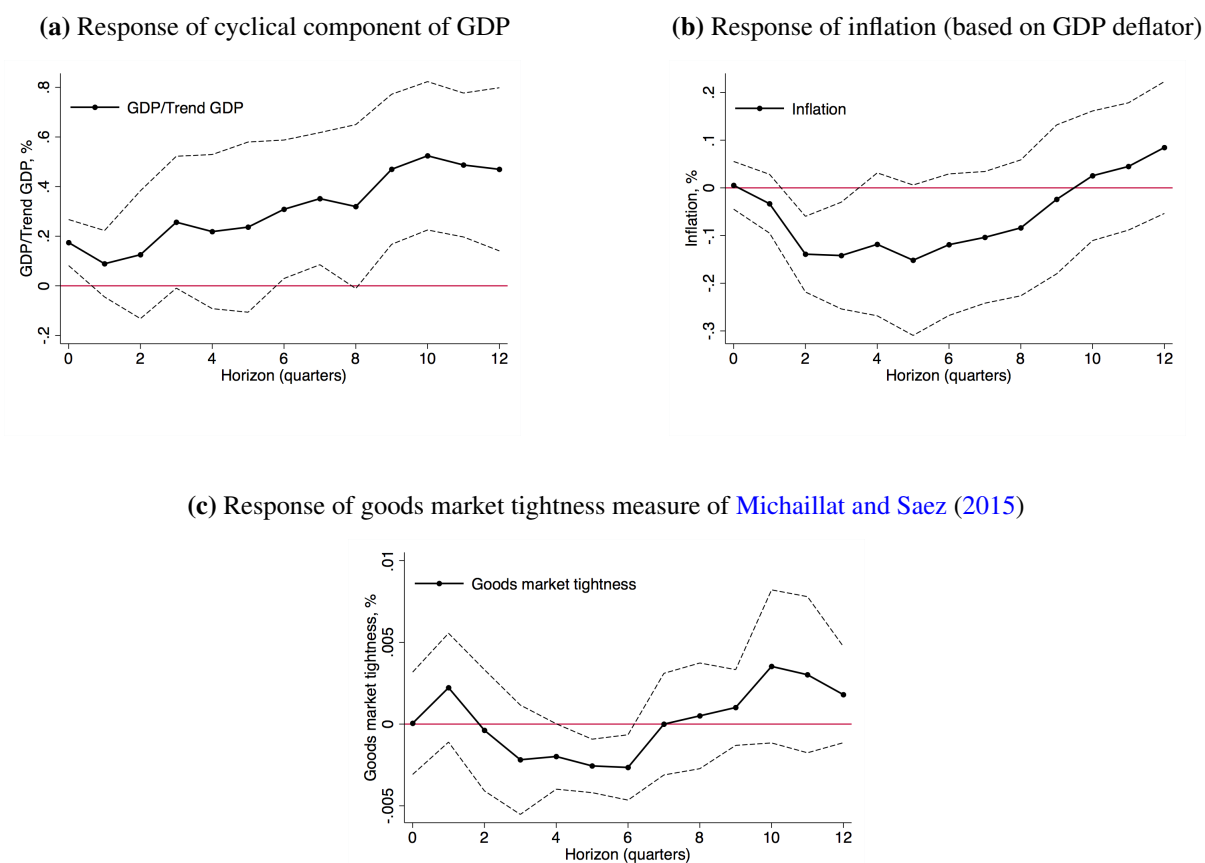 (a) Response of cyclical component of GDP
GDP/Trend GDP, %
.8
.6
.4
.2
0
-.2
GDP/Trend GDP
0 2 4 6 8 10 12
Horizon (quarters)
(b) Response of inflation (based on GDP deflator)
Inflation, %
.2
.1
0
-.1
-.2
-.3
Inflation
0 2 4 6 8 10 12
Horizon (quarters)
(c) Response of goods market tightness measure of Michaillat and Saez (2015)
Goods market tightness, %
.01
.005
0
-.005
Goods market tightness
0 2 4 6 8 10 12
Horizon (quarters)